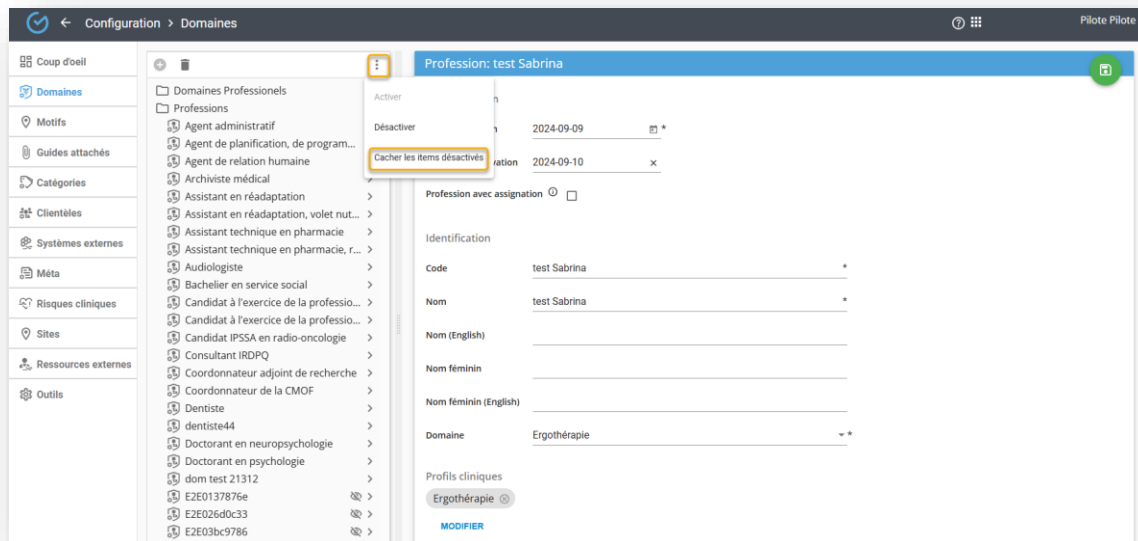 Configuration > Domaines
Pilote Pilote
Coup d'oeil
Domaines
Motifs
Guides attachés
Catégories
Clientèles
Systèmes externes
Méta
Risques cliniques
Sites
Ressources externes
Outils
Domaines Professionels
Professions
Agent administratif
Agent de planification, de program...
Agent de relation humaine
Archiviste médical
Assistant en réadaptation
Assistant en réadaptation, volet nut...
Assistant technique en pharmacie
Assistant technique en pharmacie, r...
Audiologiste
Bachelier en service social
Candidat à l'exercice de la professio...
Candidat à l'exercice de la professio...
Candidat IPSSA en radio-oncologie
Consultant IRDPQ
Coordonnateur adjoint de recherche
Coordonnateur de la CMOF
Dentiste
dentiste44
Doctorant en neuropsychologie
Doctorant en psychologie
dom test 21312
E2E0137876e
E2E026d0c33
E2E03bc9786
Activer
Désactiver
Cacher les items désactivés
Profession: test Sabrina
2024-09-09 *
2024-09-10
Profession avec assignation
Identification
Code test Sabrina *
Nom test Sabrina *
Nom (English)
Nom féminin
Nom féminin (English)
Domaine Ergothérapie *
Profils cliniques
Ergothérapie
MODIFIER